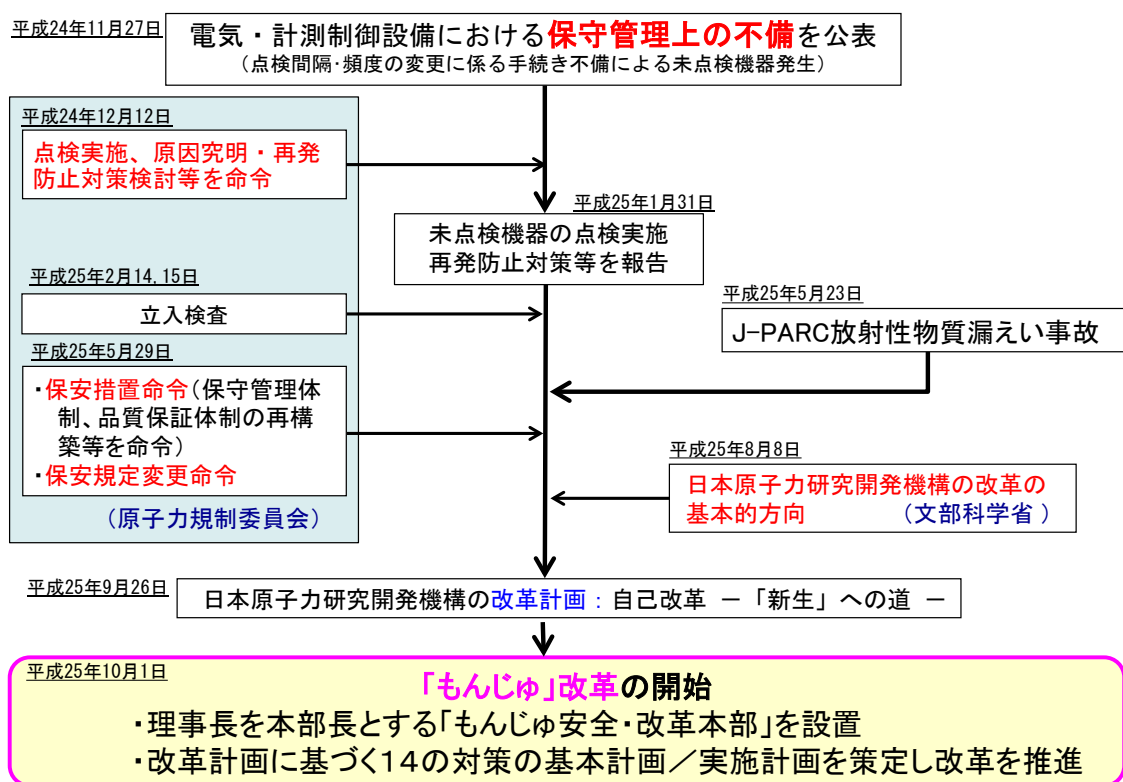 平成24年11月27日
電気・計測制御設備における保守管理上の不備を公表
（点検間隔・頻度の変更に係る手続き不備による未点検機器発生）
平成24年12月12日
点検実施、原因究明・再発
防止対策検討等を命令
平成25年1月31日
未点検機器の点検実施
再発防止対策等を報告
平成25年2月14,15日
立入検査
平成25年5月23日
J-PARC放射性物質漏えい事故
平成25年5月29日
・保安措置命令（保守管理体
制、品質保証体制の再構
築等を命令）
・保安規定変更命令
（原子力規制委員会）
平成25年8月8日
日本原子力研究開発機構の改革の
基本的方向　（文部科学省 ）
平成25年9月26日
日本原子力研究開発機構の改革計画 : 自己改革 － 「新生」への道 －
平成25年10月1日
「もんじゅ」改革の開始
・理事長を本部長とする「もんじゅ安全・改革本部」を設置
・改革計画に基づく14の対策の基本計画／実施計画を策定し改革を推進